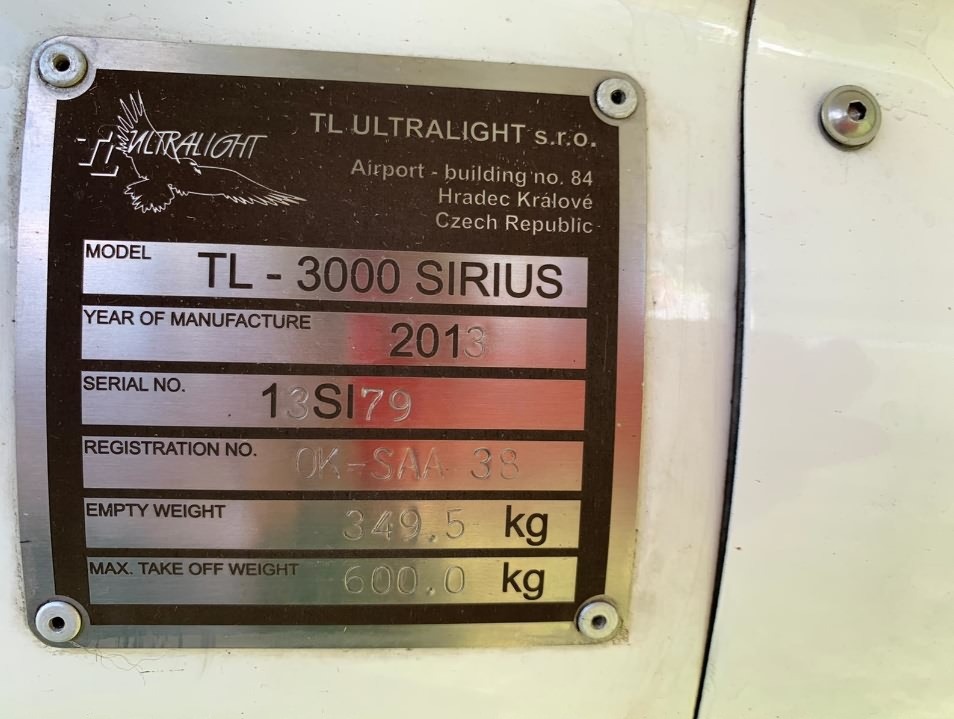 TL ULTRALIGHT
TL ULTRALIGHT s.r.o.
Airport - building no. 84
Hradec Králové
Czech Republic
MODEL TL - 3000 SIRIUS
YEAR OF MANUFACTURE 2013
SERIAL NO. 13SI79
REGISTRATION NO. OK-SAA 38
EMPTY WEIGHT 349.5 kg
MAX. TAKE OFF WEIGHT 600.0 kg